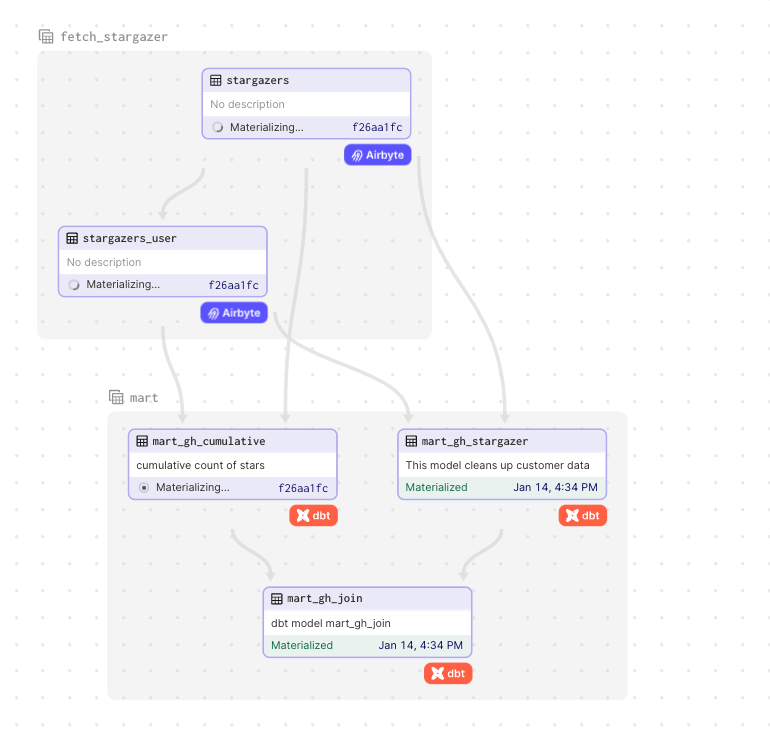 fetch_stargazer
stargazers
No description
Materializing... f26aa1fc
Airbyte
stargazers_user
No description
Materializing... f26aa1fc
Airbyte
mart
mart_gh_cumulative
cumulative count of stars
Materializing... f26aa1fc
dbt
mart_gh_stargazer
This model cleans up customer data
Materialized Jan 14, 4:34 PM
dbt
mart_gh_join
dbt model mart_gh_join
Materialized Jan 14, 4:34 PM
dbt